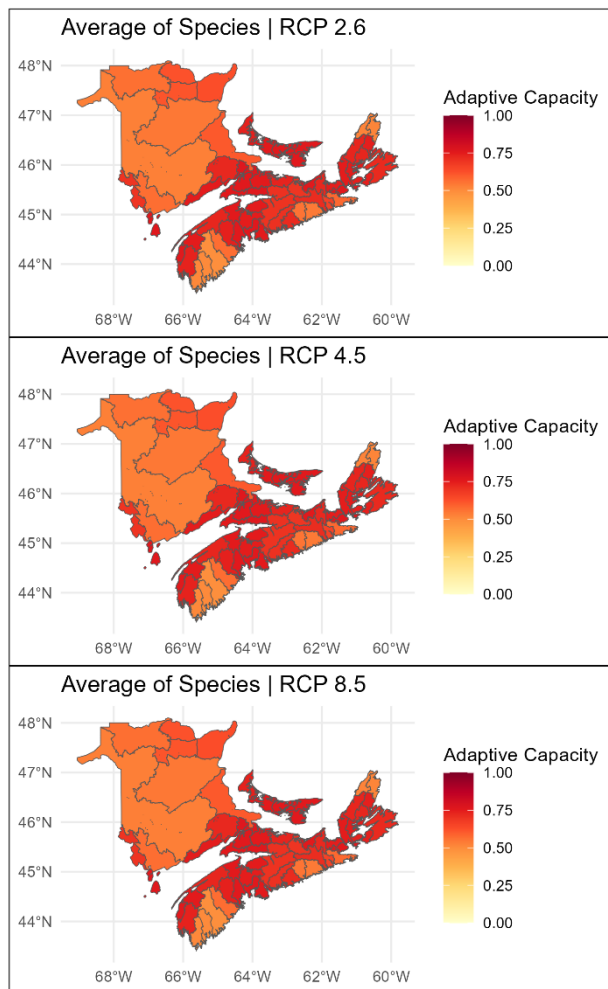 Average of Species | RCP 2.6
48°N
47°N
46°N
45°N
44°N
68°W 66°W 64°W 62°W 60°W
Adaptive Capacity
1.00
0.75
0.50
0.25
0.00
Average of Species | RCP 4.5
48°N
47°N
46°N
45°N
44°N
68°W 66°W 64°W 62°W 60°W
Adaptive Capacity
1.00
0.75
0.50
0.25
0.00
Average of Species | RCP 8.5
48°N
47°N
46°N
45°N
44°N
68°W 66°W 64°W 62°W 60°W
Adaptive Capacity
1.00
0.75
0.50
0.25
0.00